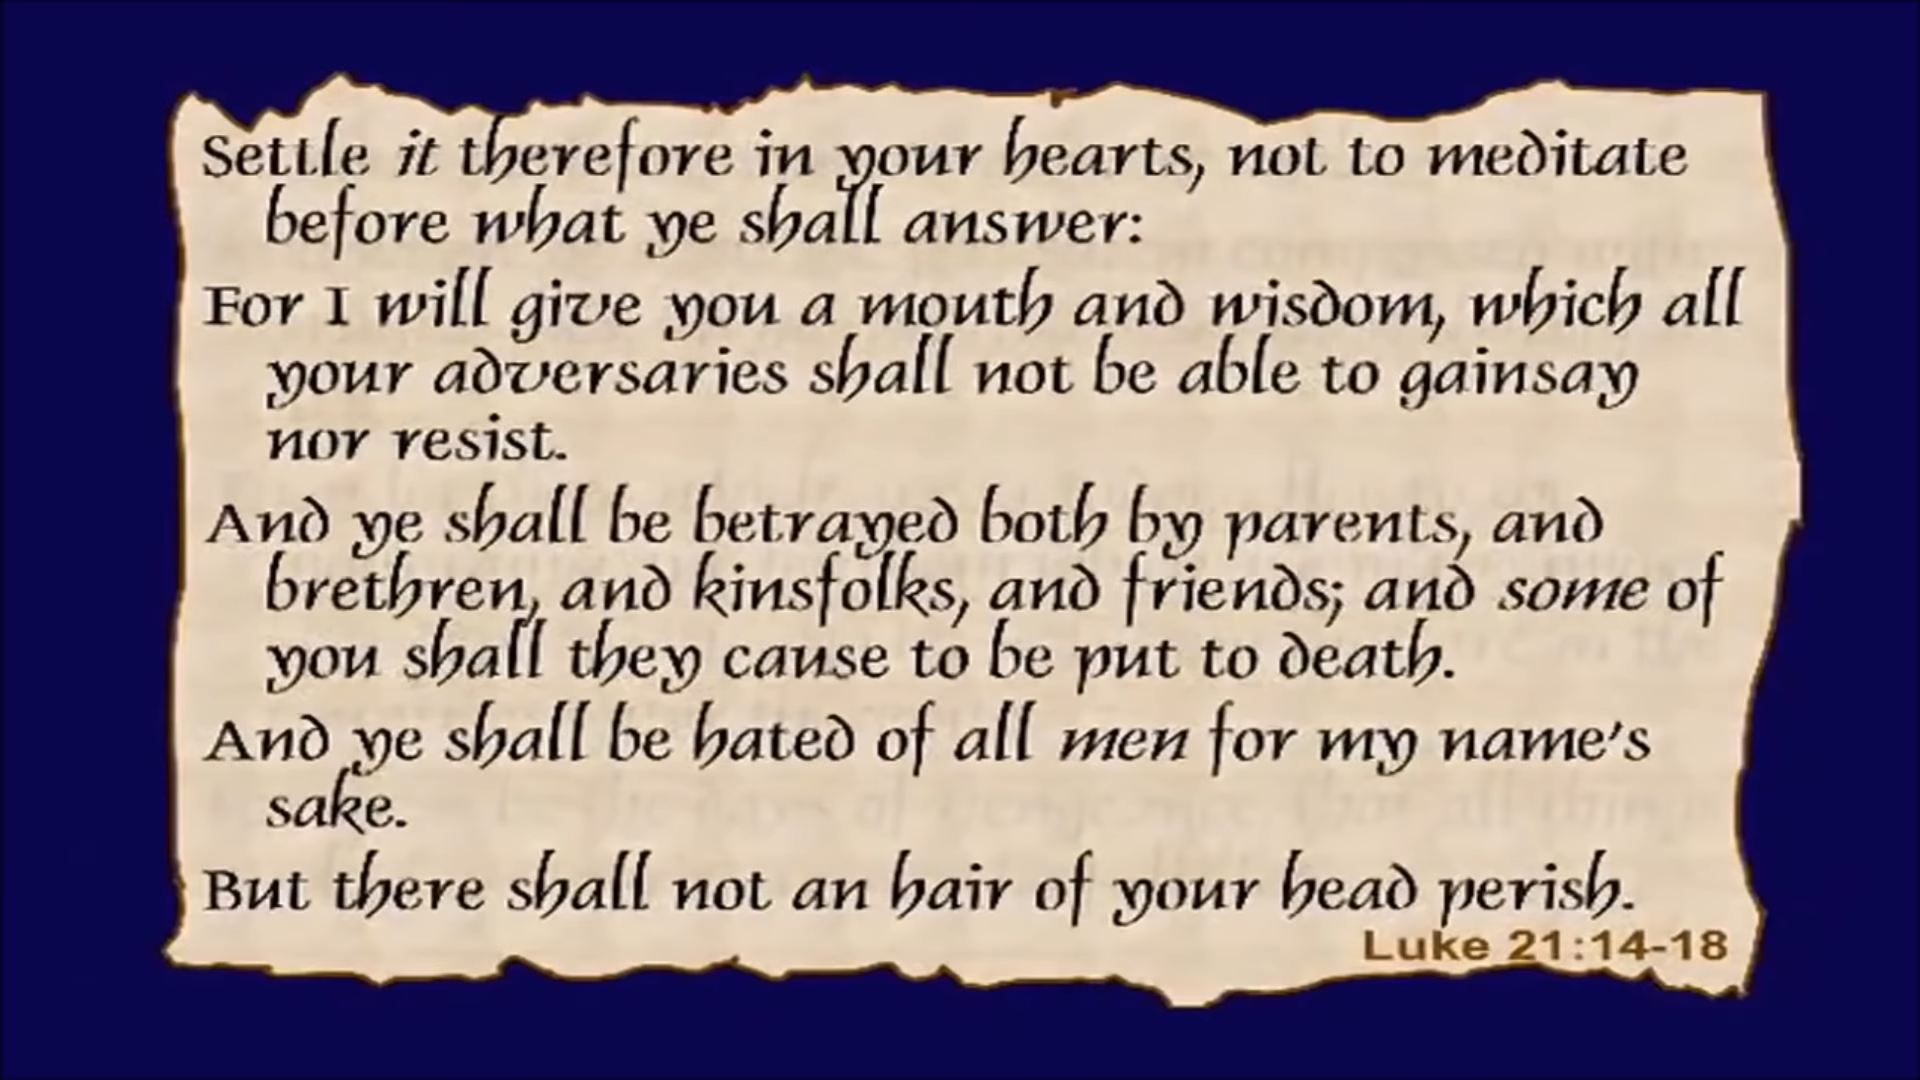 Settle it therefore in your hearts, not to meditate
before what ye shall answer:
For I will give you a mouth and wisdom, which all
your adversaries shall not be able to gainsay
nor resist.
And ye shall be betrayed both by parents, and
brethren, and kinsfolks, and friends; and some of
you shall they cause to be put to death.
And ye shall be hated of all men for my name's
sake.
But there shall not an hair of your head perish.
Luke 21:14-18